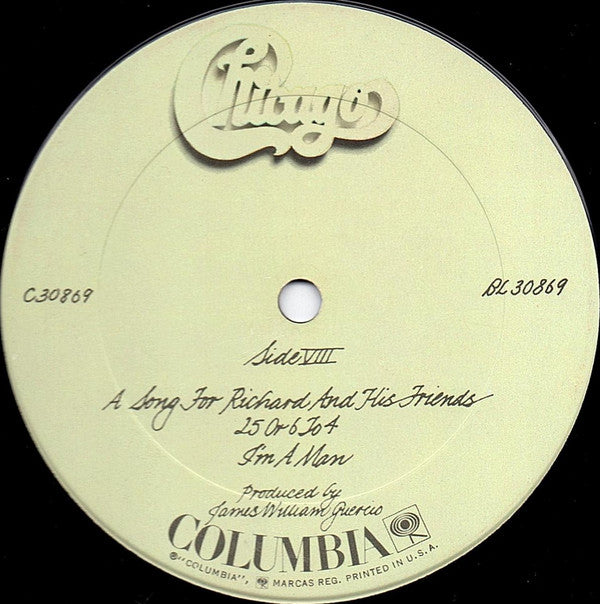 Chicago
C30869
AL30869
Side VIII
A Song For Richard And His Friends
25 Or 6 To 4
I'm A Man
Produced by
James William Guercio
COLUMBIA
℗"COLUMBIA", MARCAS REG. PRINTED IN U.S.A.